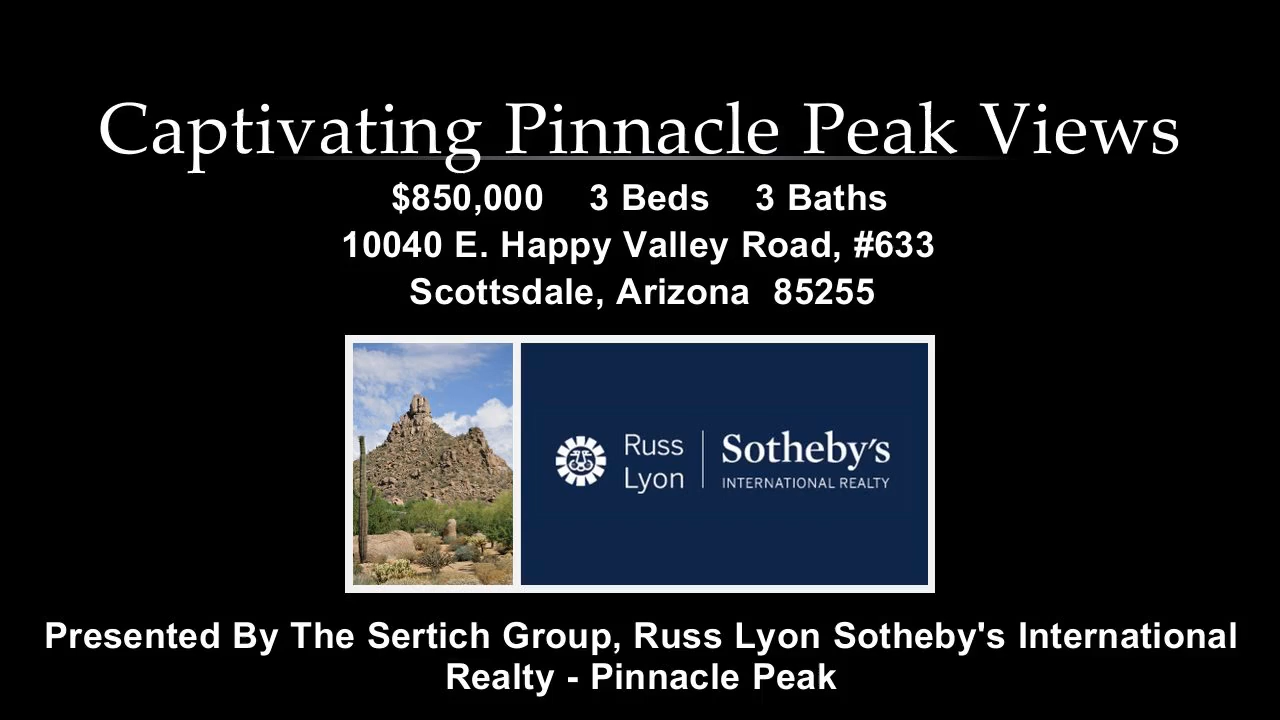 Captivating Pinnacle Peak Views
$850,000 3 Beds 3 Baths
10040 E. Happy Valley Road, #633
Scottsdale, Arizona 85255
Russ
Lyon
Sotheby's
INTERNATIONAL REALTY
Presented By The Sertich Group, Russ Lyon Sotheby's International
Realty - Pinnacle Peak